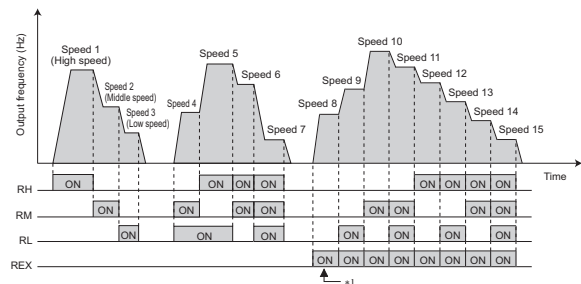 Output frequency (Hz)
Speed 1
(High speed)
Speed 2
(Middle speed)
Speed 3
(Low speed)
Speed 4
Speed 5
Speed 6
Speed 7
Speed 8
Speed 9
Speed 10
Speed 11
Speed 12
Speed 13
Speed 14
Speed 15
Time
RH ON ON ON ON ON ON ON ON
RM ON ON ON ON ON ON ON ON
RL ON ON ON ON ON ON ON
REX ON ON ON ON ON ON ON ON
*1